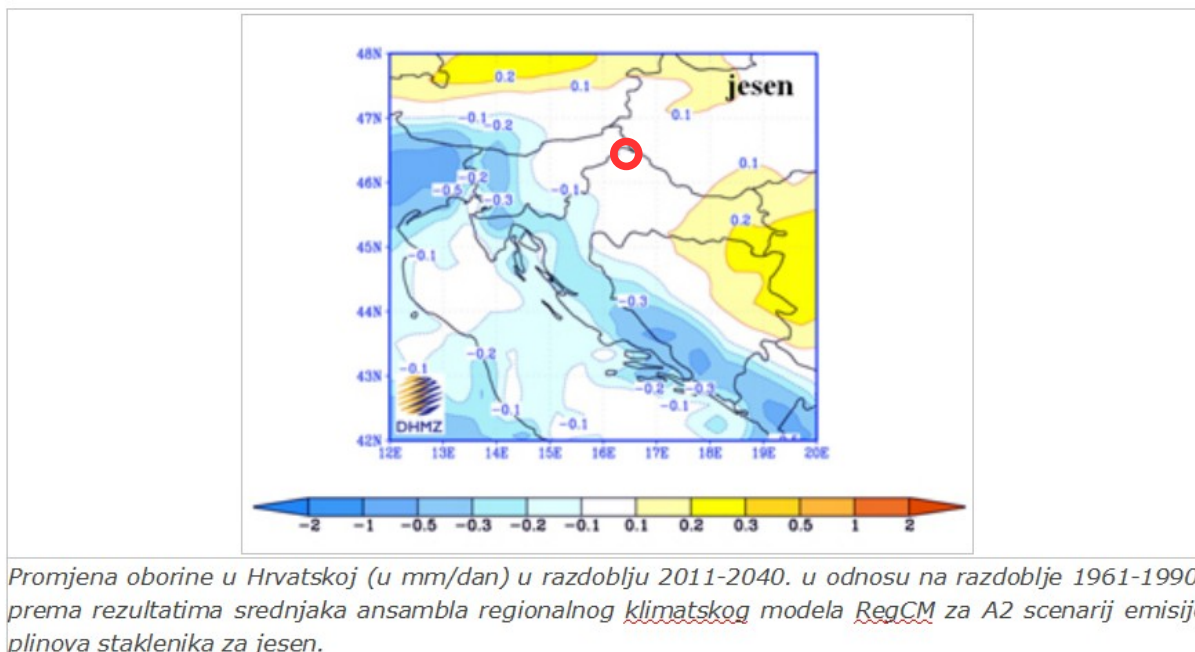 48N
0.2
0.1
jesen
47N
-0.1
-0.2
0.1
0.1
46N
-0.2
-0.5
-0.3
-0.1
0.2
45N
-0.1
-0.3
44N
-0.2
43N
-0.1
-0.2
-0.3
-0.1
-0.1
-0.1
DHMZ
42N
12E 13E 14E 15E 16E 17E 18E 19E 20E
-2 -1 -0.5 -0.3 -0.2 -0.1 0.1 0.2 0.3 0.5 1 2
Promjena oborine u Hrvatskoj (u mm/dan) u razdoblju 2011-2040. u odnosu na razdoblje 1961-1990
prema rezultatima srednjaka ansambla regionalnog klimatskog modela RegCM za A2 scenarij emisije
plinova staklenika za jesen.